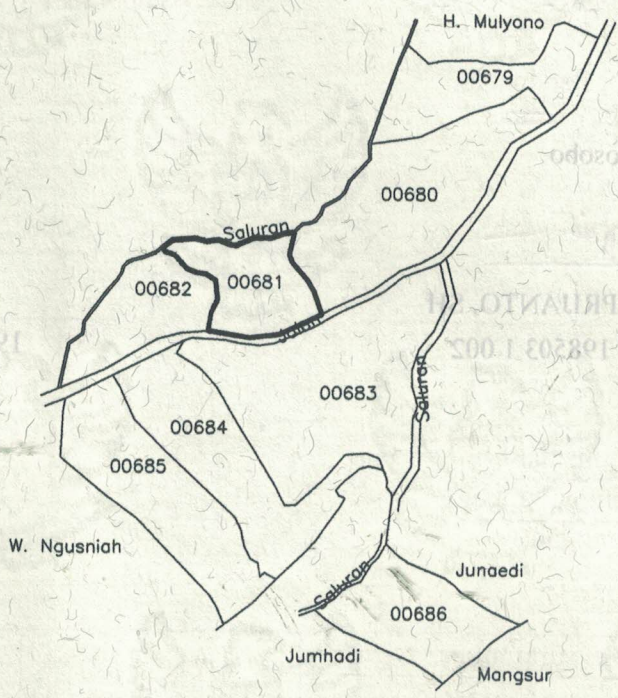 H. Mulyono
00679
00680
Saluran
00682
00681
Jalan
00683
Saluran
00684
00685
W. Ngusniah
Saluran
Junaedi
00686
Jumhadi
Mangsur